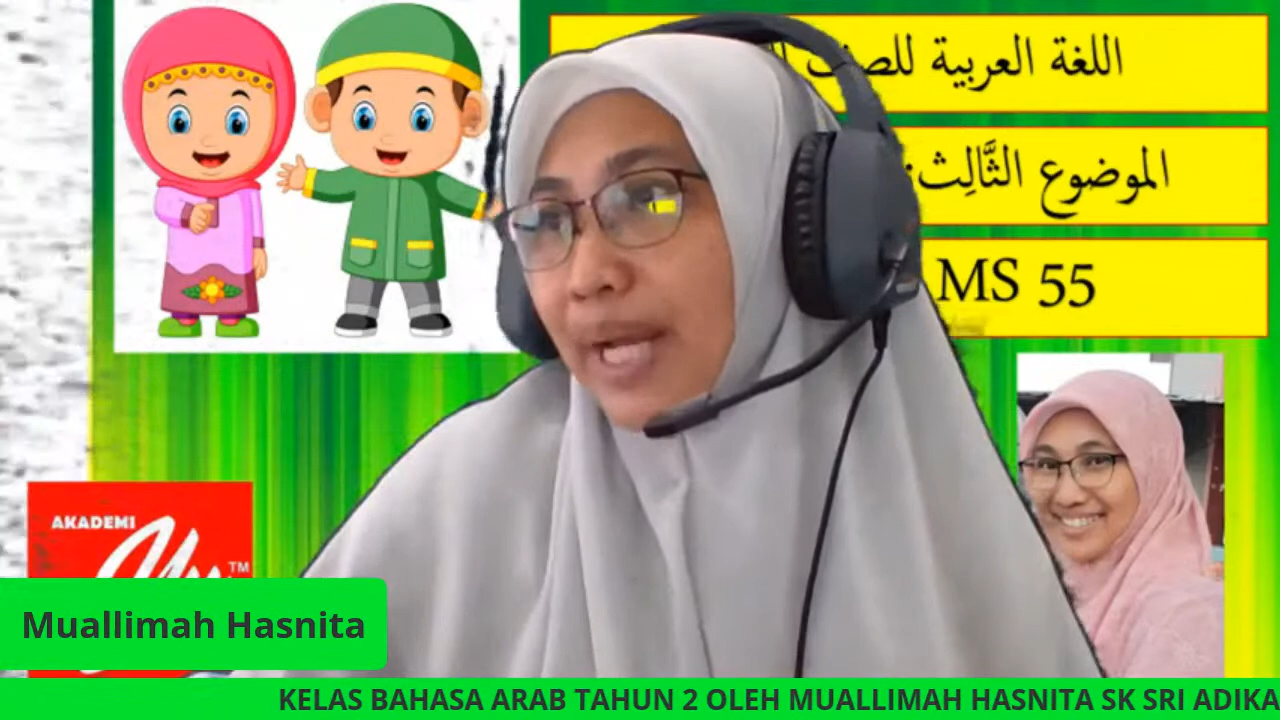 اللغة العربية للصف
الموضوع الثَّالِث:
MS 55
AKADEMI
TM
Muallimah Hasnita
KELAS BAHASA ARAB TAHUN 2 OLEH MUALLIMAH HASNITA SK SRI ADIKA